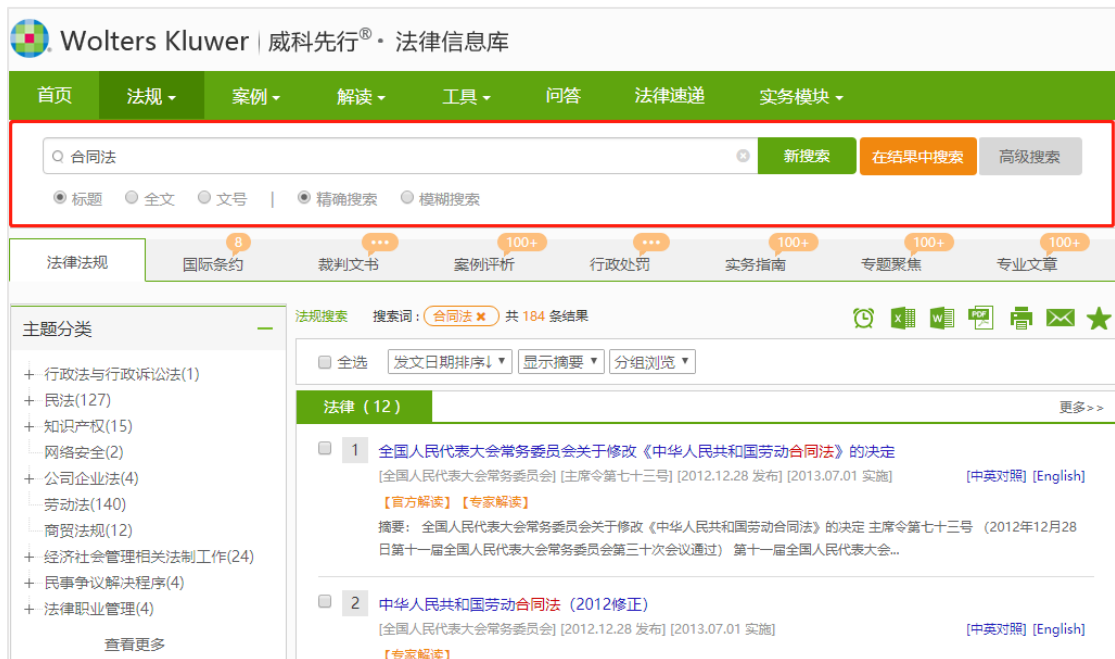 Wolters Kluwer | 威科先行®· 法律信息库
首页 法规 案例 解读 工具 问答 法律速递 实务模块
合同法 新搜索 在结果中搜索 高级搜索
标题 全文 文号 | 精确搜索 模糊搜索
8 ••• 100+ ••• 100+ 100+ 100+
法律法规 国际条约 裁判文书 案例评析 行政处罚 实务指南 专题聚焦 专业文章
主题分类
+ 行政法与行政诉讼法(1)
+ 民法(127)
+ 知识产权(15)
网络安全(2)
+ 公司企业法(4)
劳动法(140)
商贸法规(12)
+ 经济社会管理相关法制工作(24)
+ 民事争议解决程序(4)
+ 法律职业管理(4)
查看更多
法规搜索 搜索词：合同法 ✖ 共 184 条结果
全选 发文日期排序↓ 显示摘要 分组浏览
法律（12） 更多>>
1 全国人民代表大会常务委员会关于修改《中华人民共和国劳动合同法》的决定
[全国人民代表大会常务委员会] [主席令第七十三号] [2012.12.28 发布] [2013.07.01 实施] [中英对照] [English]
【官方解读】【专家解读】
摘要： 全国人民代表大会常务委员会关于修改《中华人民共和国劳动合同法》的决定 主席令第七十三号 （2012年12月28
日第十一届全国人民代表大会常务委员会第三十次会议通过） 第十一届全国人民代表大会...
2 中华人民共和国劳动合同法（2012修正）
[全国人民代表大会常务委员会] [2012.12.28 发布] [2013.07.01 实施] [中英对照] [English]
【专家解读】